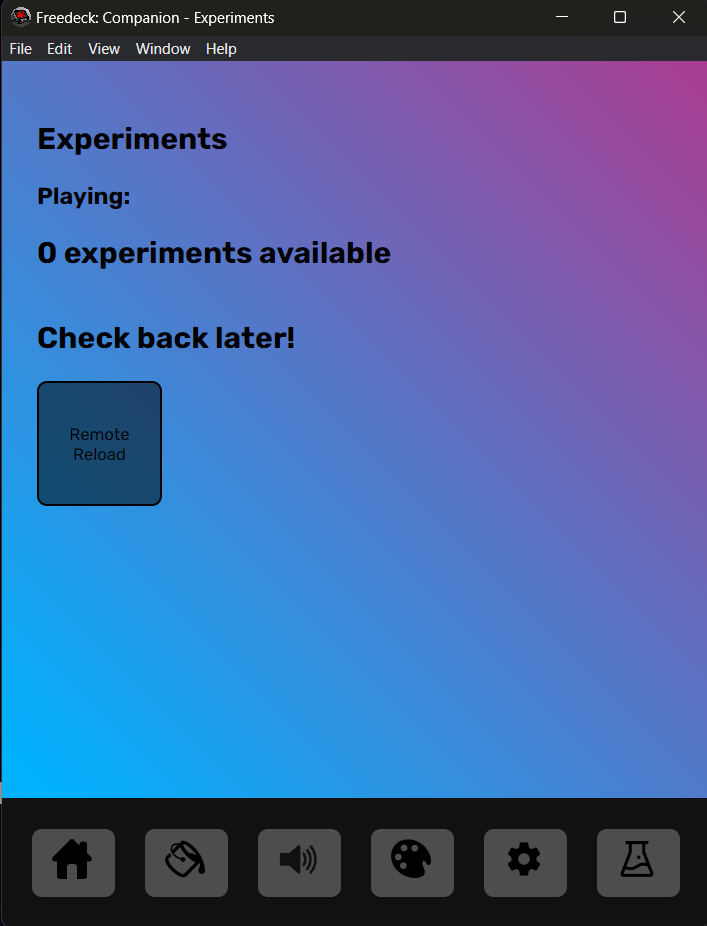 Freedeck: Companion - Experiments
File Edit View Window Help
Experiments
Playing:
0 experiments available
Check back later!
Remote
Reload